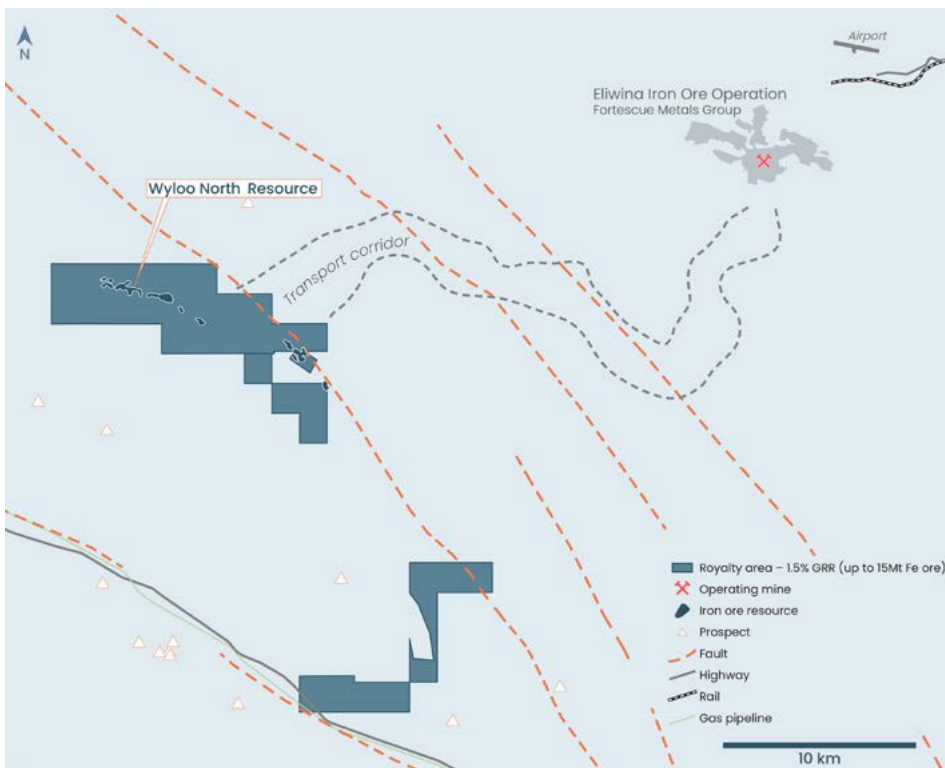 N
Airport
Eliwina Iron Ore Operation
Fortescue Metals Group
Wyloo North Resource
Transport corridor
Royalty area – 1.5% GRR (up to 15Mt Fe ore)
Operating mine
Iron ore resource
Prospect
Fault
Highway
Rail
Gas pipeline
10 km